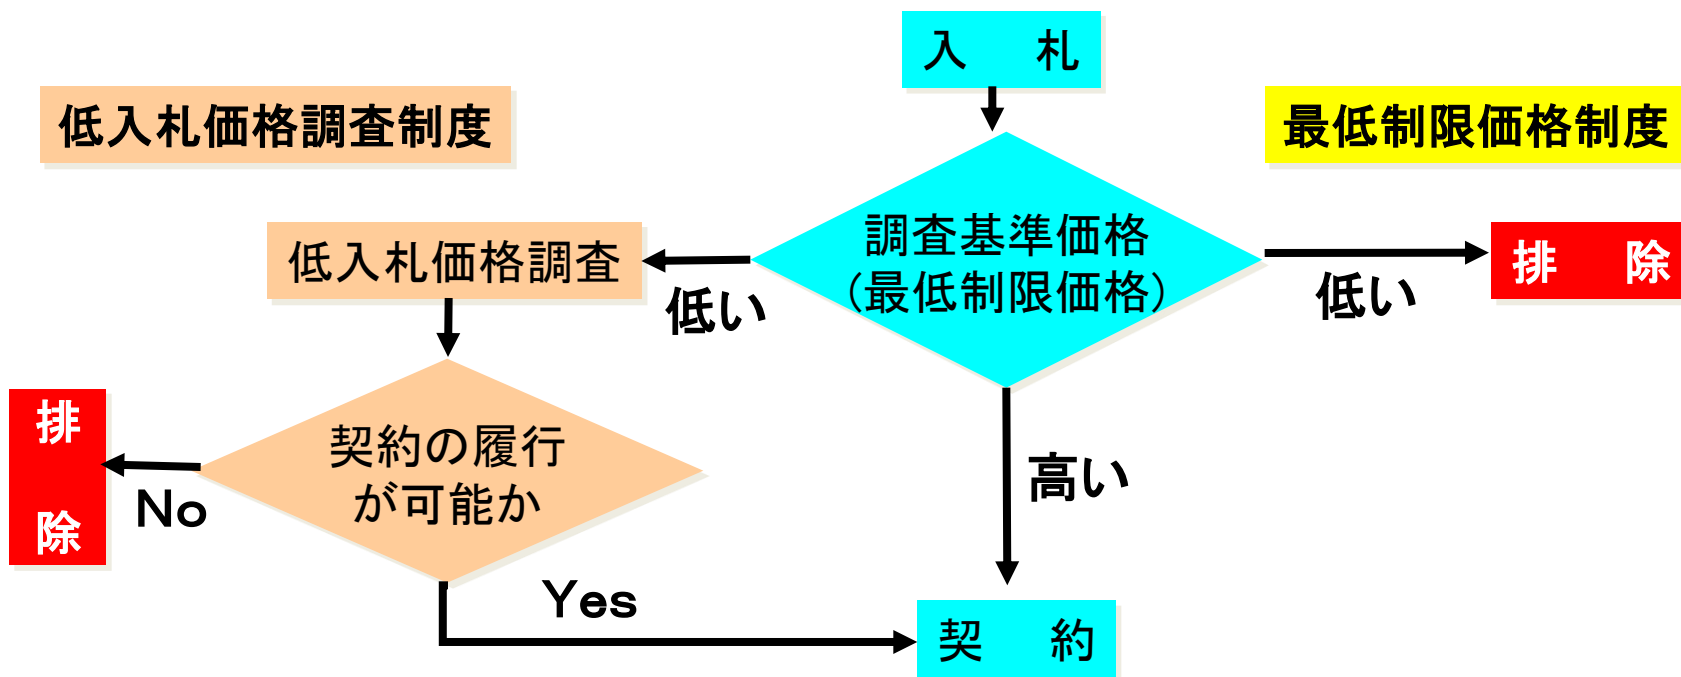 入　札
低入札価格調査制度
最低制限価格制度
調査基準価格
（最低制限価格）
低入札価格調査
低い
低い
排　除
契約の履行
が可能か
排
除
No
高い
Yes
契　約